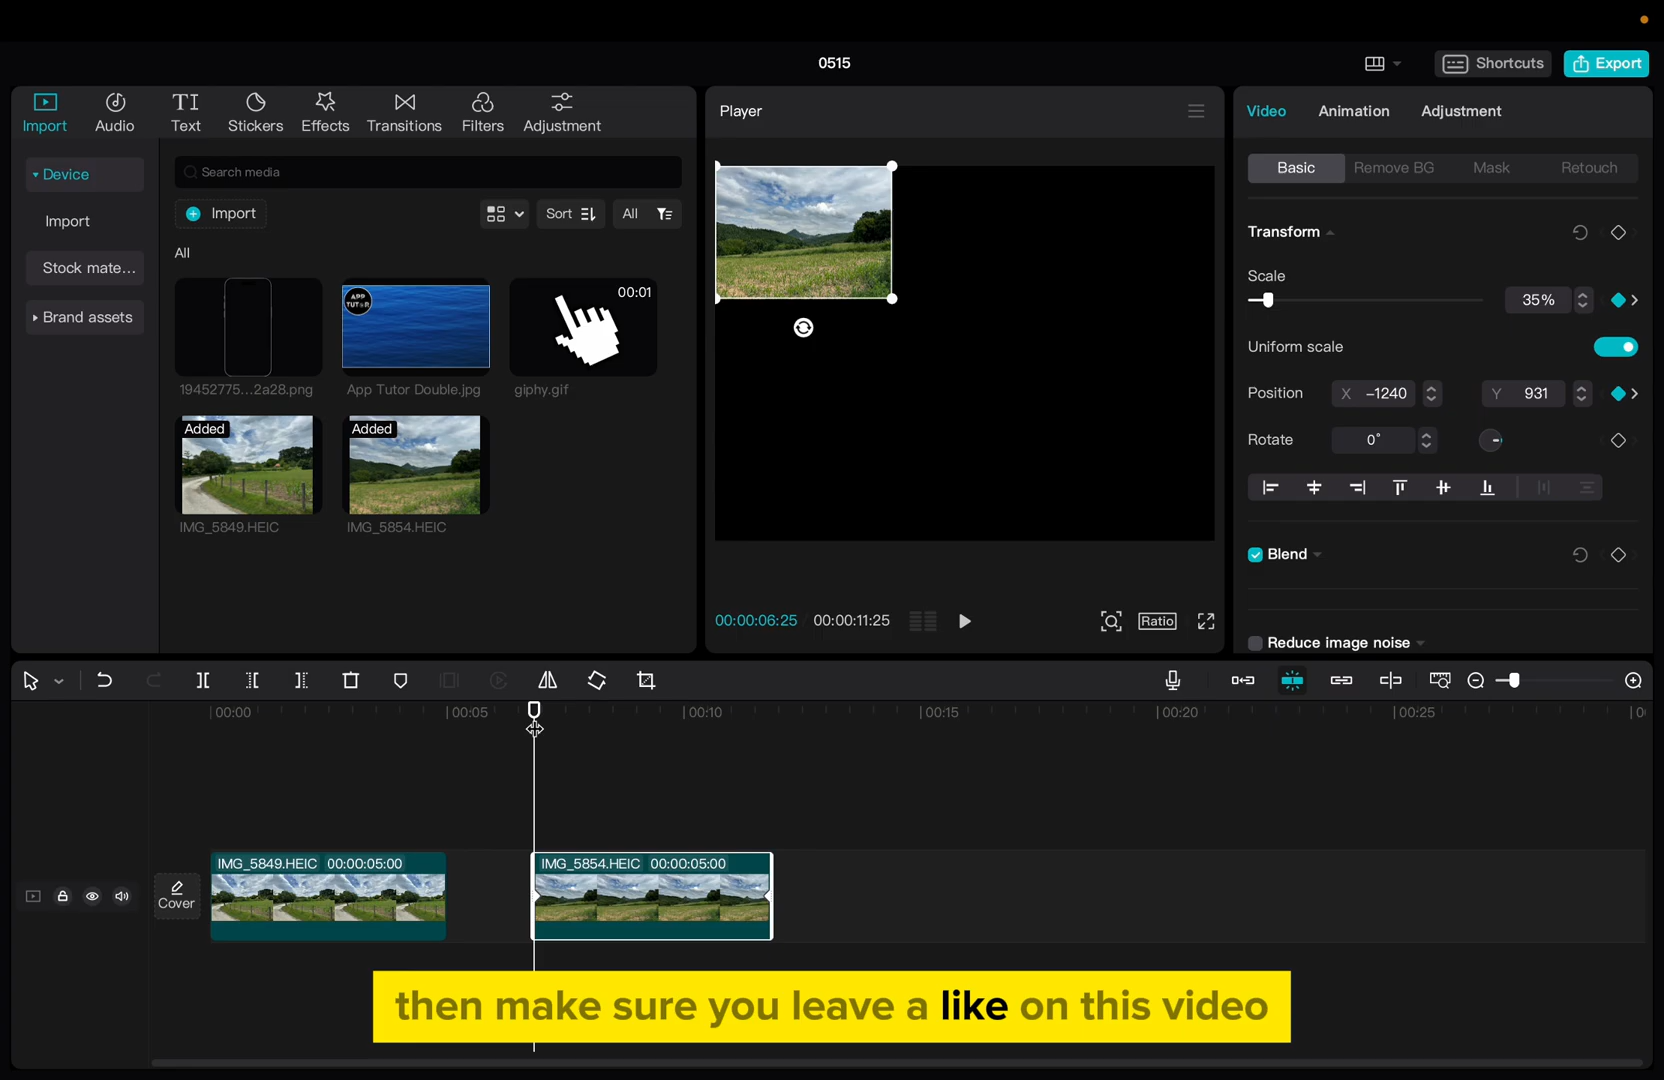 0515
Shortcuts
Export
Import
Audio
TI
Text
Stickers
Effects
Transitions
Filters
Adjustment
Device
Import
Stock mate...
Brand assets
Search media
Import
Sort
All
All
19452775...2a28.png
APP
TUTOR
App Tutor Double.jpg
00:01
giphy.gif
Added
IMG_5849.HEIC
Added
IMG_5854.HEIC
Player
00:00:06:25
00:00:11:25
Ratio
Video
Animation
Adjustment
Basic
Remove BG
Mask
Retouch
Transform
Scale
35%
Uniform scale
Position
X -1240
Y 931
Rotate
0°
Blend
Reduce image noise
00:00
00:05
00:10
00:15
00:20
00:25
Cover
IMG_5849.HEIC 00:00:05:00
IMG_5854.HEIC 00:00:05:00
then make sure you leave a like on this video